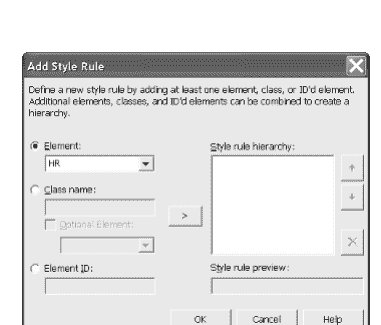 Add Style Rule
Define a new style rule by adding at least one element, class, or ID'd element.
Additional elements, classes, and ID'd elements can be combined to create a
hierarchy.
Element:
HR
Class name:
Optional Element:
Element ID:
>
Style rule hierarchy:
Style rule preview:
OK
Cancel
Help